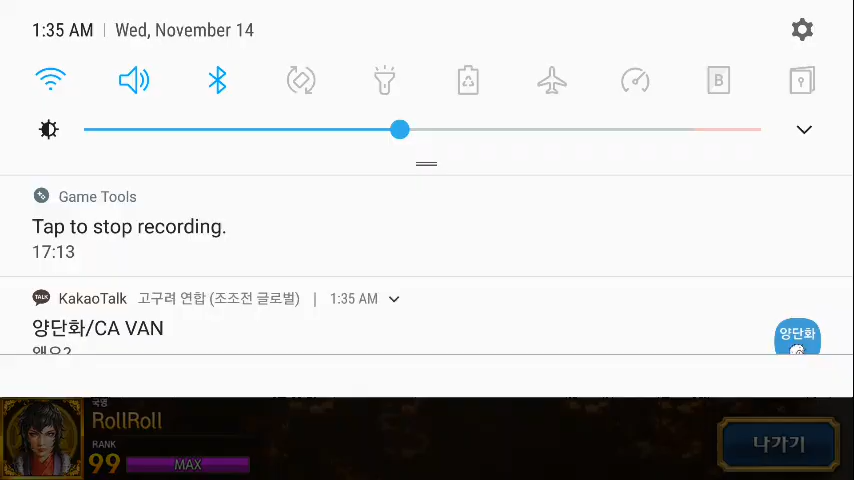 1:35 AM | Wed, November 14
B
Game Tools
Tap to stop recording.
17:13
TALK KakaoTalk 고구려 연합 (조조전 글로벌) | 1:35 AM
양단화/CA VAN
양단화
왜요?
국명
RollRoll
RANK
99 MAX
나가기